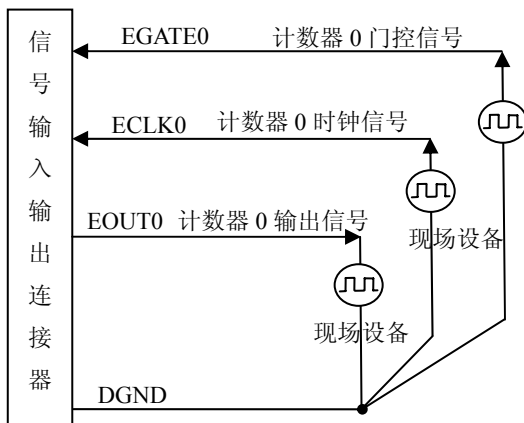 信号输入输出连接器
EGATE0 计数器 0 门控信号
ECLK0 计数器 0 时钟信号
EOUT0 计数器 0 输出信号
现场设备
现场设备
DGND